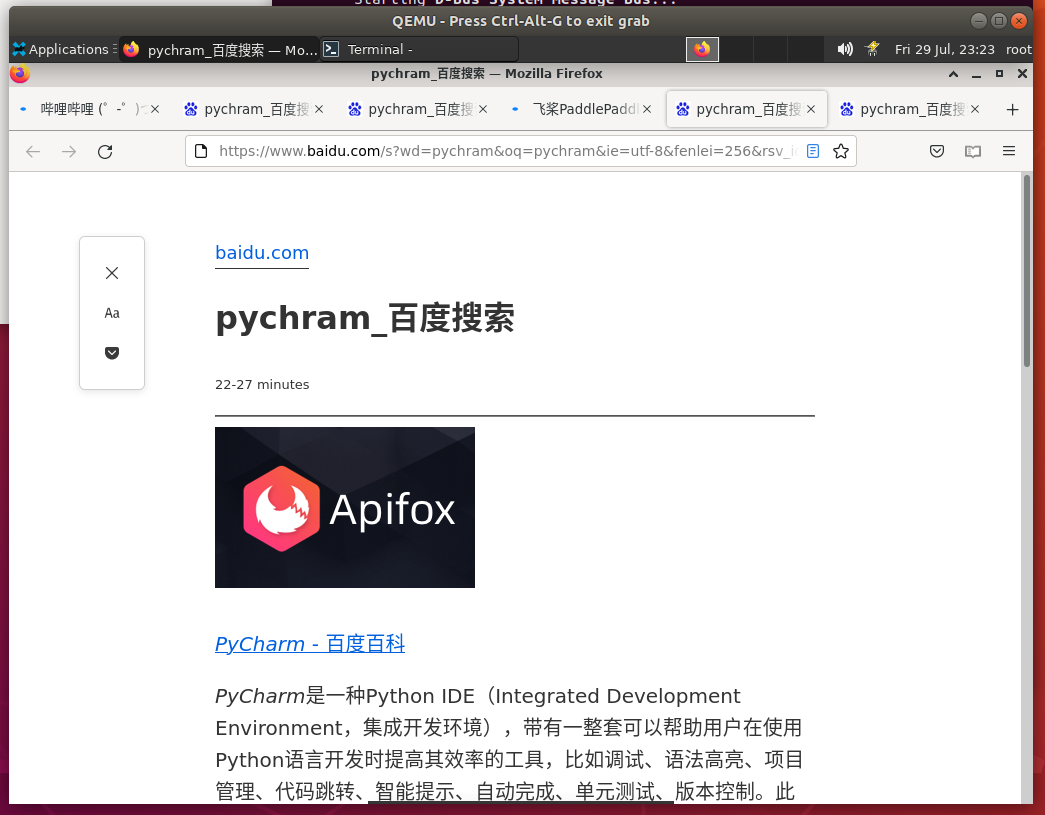 Starting D-Bus System Message Bus...
QEMU - Press Ctrl-Alt-G to exit grab
Applications
pychram_百度搜索 — Mo...
Terminal -
Fri 29 Jul, 23:23
root
pychram_百度搜索 — Mozilla Firefox
哔哩哔哩 (゜-゜)つ
pychram_百度搜
pychram_百度搜
飞桨PaddlePaddl
pychram_百度搜
pychram_百度搜
https://www.baidu.com/s?wd=pychram&oq=pychram&ie=utf-8&fenlei=256&rsv_i
baidu.com
Aa
pychram_百度搜索
22-27 minutes
Apifox
PyCharm - 百度百科
PyCharm是一种Python IDE（Integrated Development
Environment，集成开发环境），带有一整套可以帮助用户在使用
Python语言开发时提高其效率的工具，比如调试、语法高亮、项目
管理、代码跳转、智能提示、自动完成、单元测试、版本控制。此